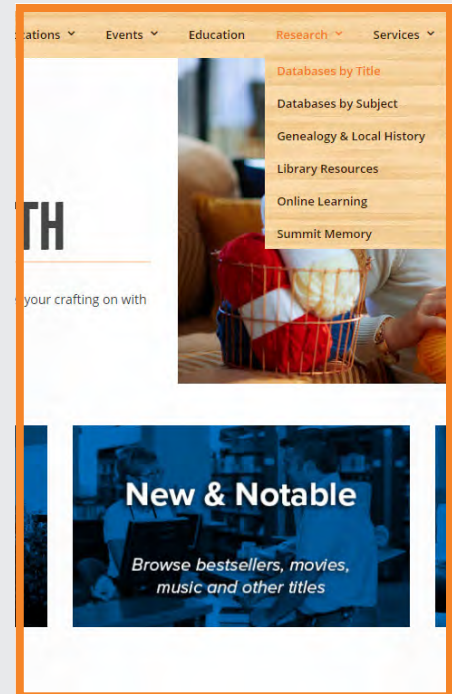 Events
Education
Research
Services
Databases by Title
Databases by Subject
Genealogy & Local History
Library Resources
Online Learning
Summit Memory
TH
your crafting on with
New & Notable
Browse bestsellers, movies,
music and other titles